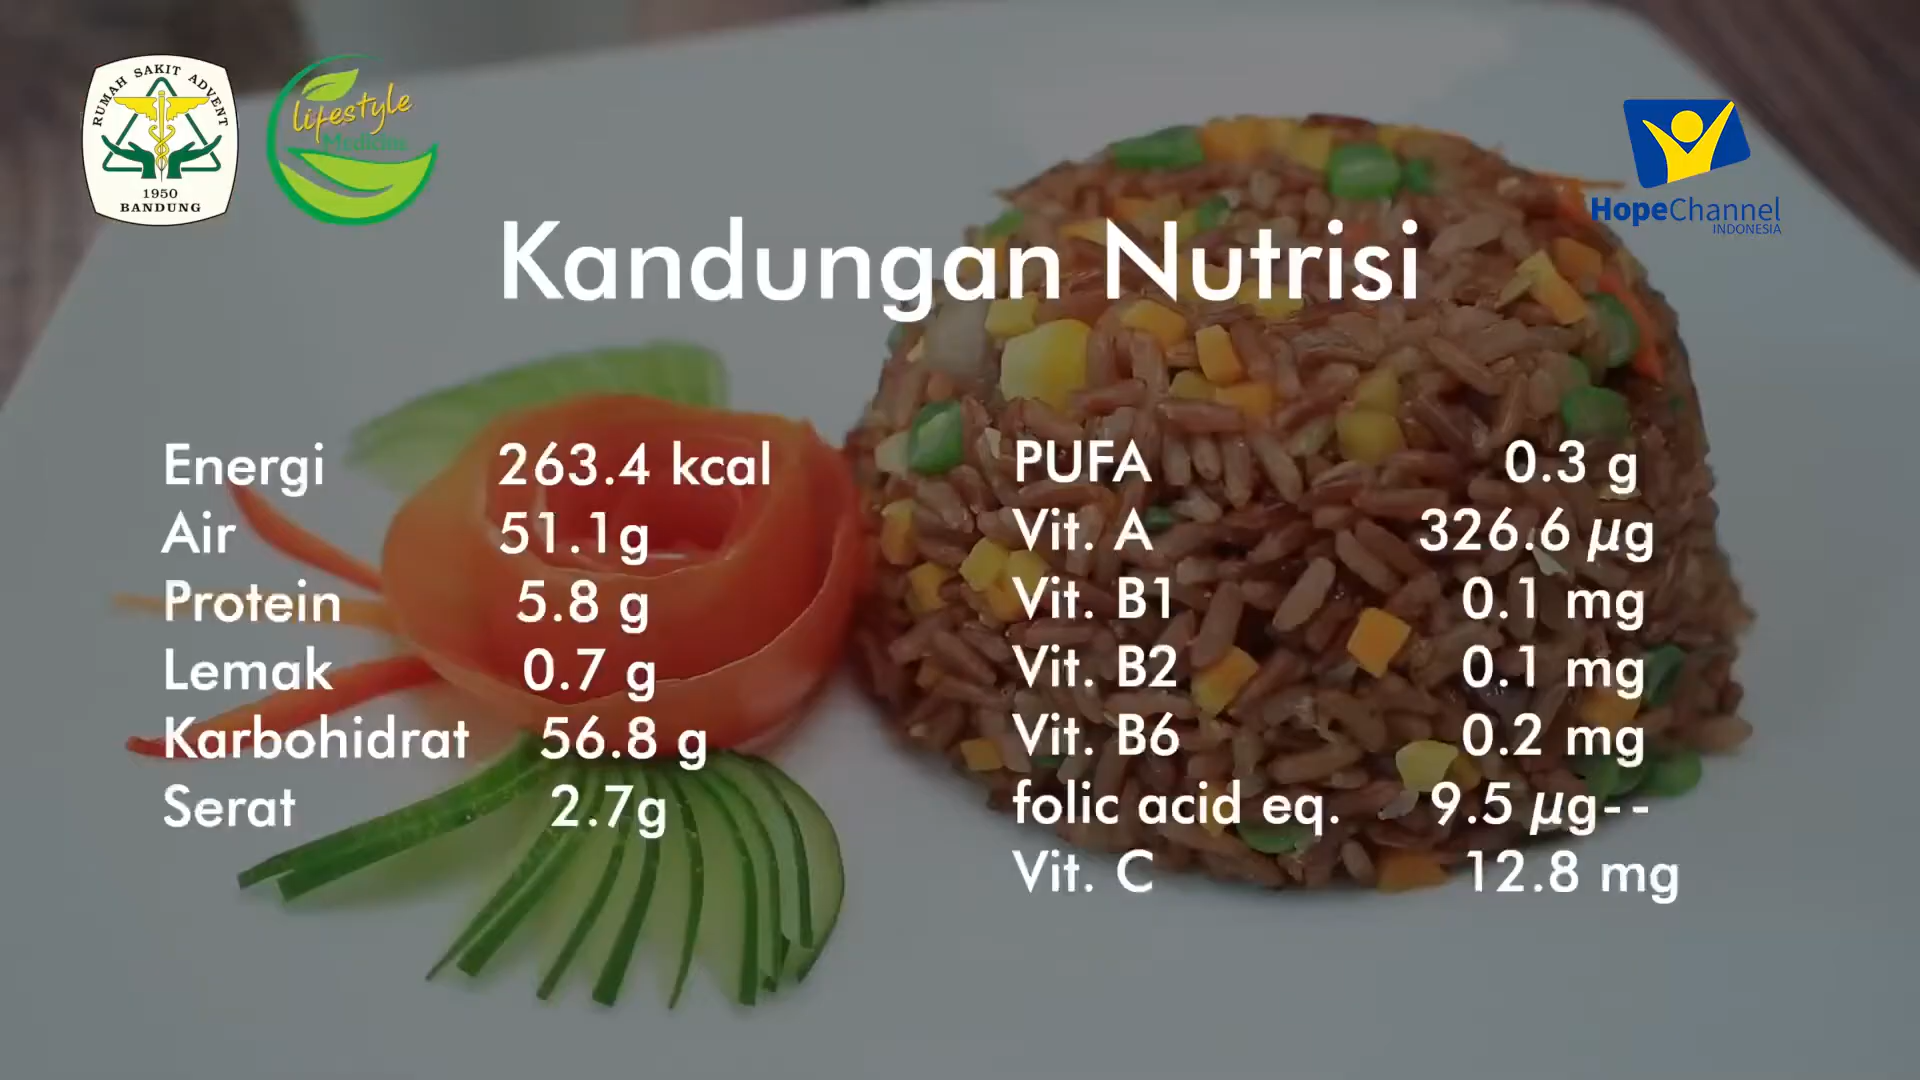 RUMAH SAKIT ADVENT
1950
BANDUNG
lifestyle
Medicine
HopeChannel
INDONESIA
Kandungan Nutrisi
Energi 263.4 kcal
Air 51.1g
Protein 5.8 g
Lemak 0.7 g
Karbohidrat 56.8 g
Serat 2.7g
PUFA 0.3 g
Vit. A 326.6 µg
Vit. B1 0.1 mg
Vit. B2 0.1 mg
Vit. B6 0.2 mg
folic acid eq. 9.5 µg--
Vit. C 12.8 mg